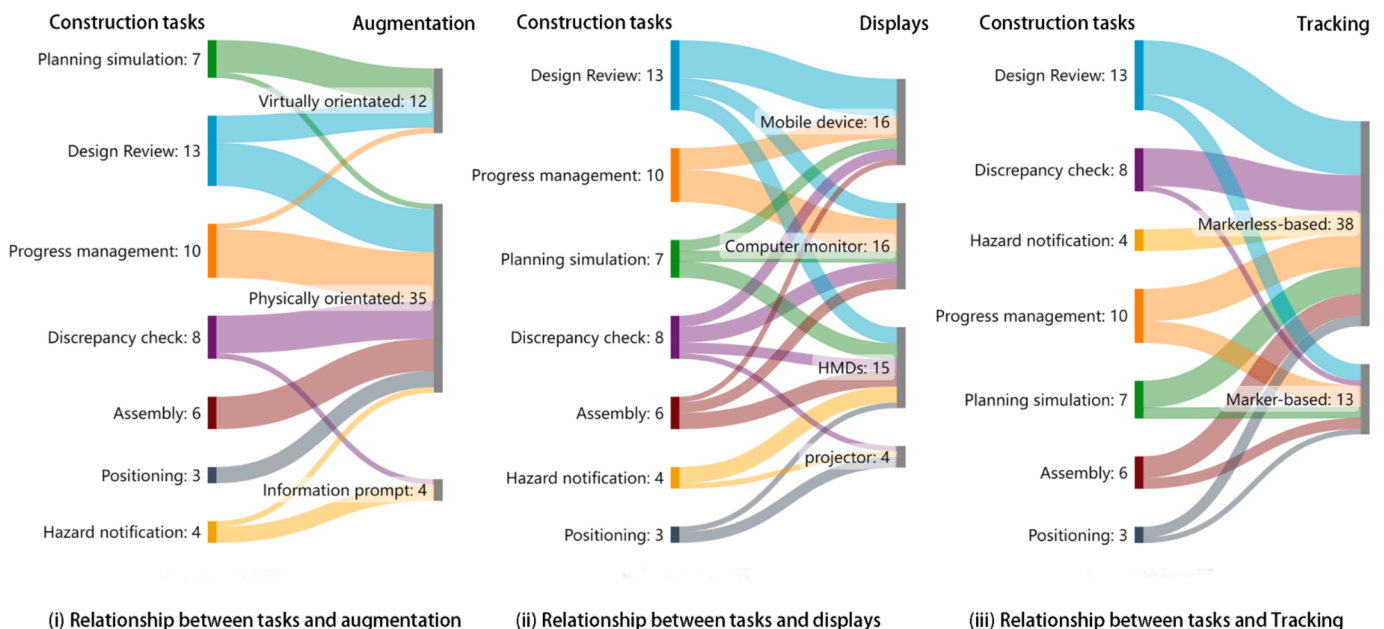 Construction tasks
Augmentation
Planning simulation: 7
Virtually orientated: 12
Design Review: 13
Progress management: 10
Physically orientated: 35
Discrepancy check: 8
Assembly: 6
Positioning: 3
Information prompt: 4
Hazard notification: 4
(i) Relationship between tasks and augmentation
Construction tasks
Displays
Design Review: 13
Mobile device: 16
Progress management: 10
Computer monitor: 16
Planning simulation: 7
Discrepancy check: 8
HMDs: 15
Assembly: 6
projector: 4
Hazard notification: 4
Positioning: 3
(ii) Relationship between tasks and displays
Construction tasks
Tracking
Design Review: 13
Discrepancy check: 8
Markerless-based: 38
Hazard notification: 4
Progress management: 10
Planning simulation: 7
Marker-based: 13
Assembly: 6
Positioning: 3
(iii) Relationship between tasks and Tracking